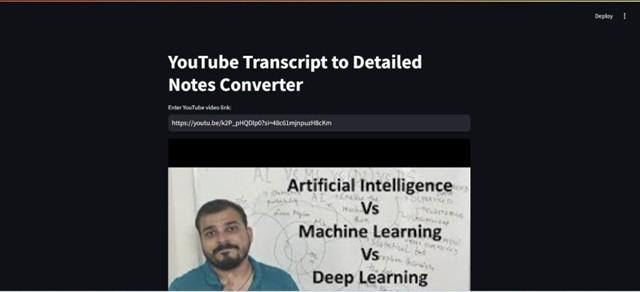 Deploy
YouTube Transcript to Detailed
Notes Converter
Enter YouTube video link:
https://youtu.be/k2P_pHQDlp0?si=48c61mjnpuzH8cKm
Artificial Intelligence
Vs
Machine Learning
Vs
Deep Learning